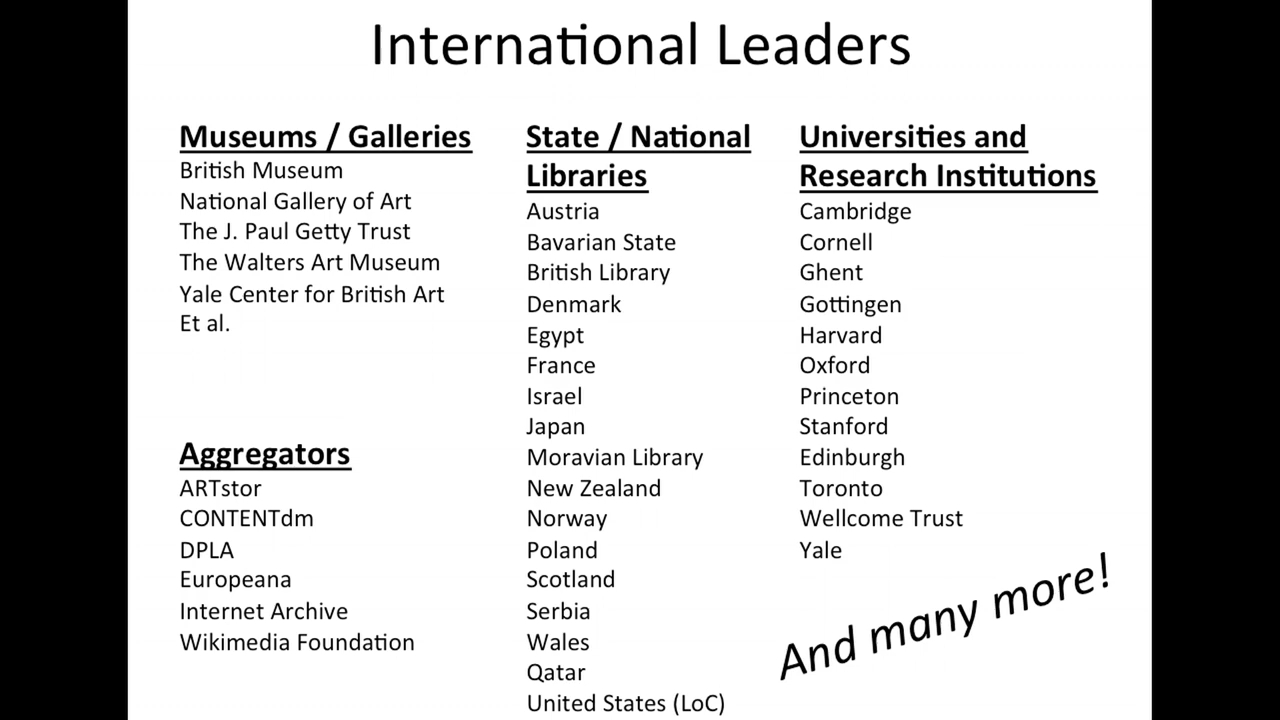 International Leaders
Museums / Galleries
British Museum
National Gallery of Art
The J. Paul Getty Trust
The Walters Art Museum
Yale Center for British Art
Et al.
Aggregators
ARTstor
CONTENTdm
DPLA
Europeana
Internet Archive
Wikimedia Foundation
State / National
Libraries
Austria
Bavarian State
British Library
Denmark
Egypt
France
Israel
Japan
Moravian Library
New Zealand
Norway
Poland
Scotland
Serbia
Wales
Qatar
United States (LoC)
Universities and
Research Institutions
Cambridge
Cornell
Ghent
Gottingen
Harvard
Oxford
Princeton
Stanford
Edinburgh
Toronto
Wellcome Trust
Yale
And many more!